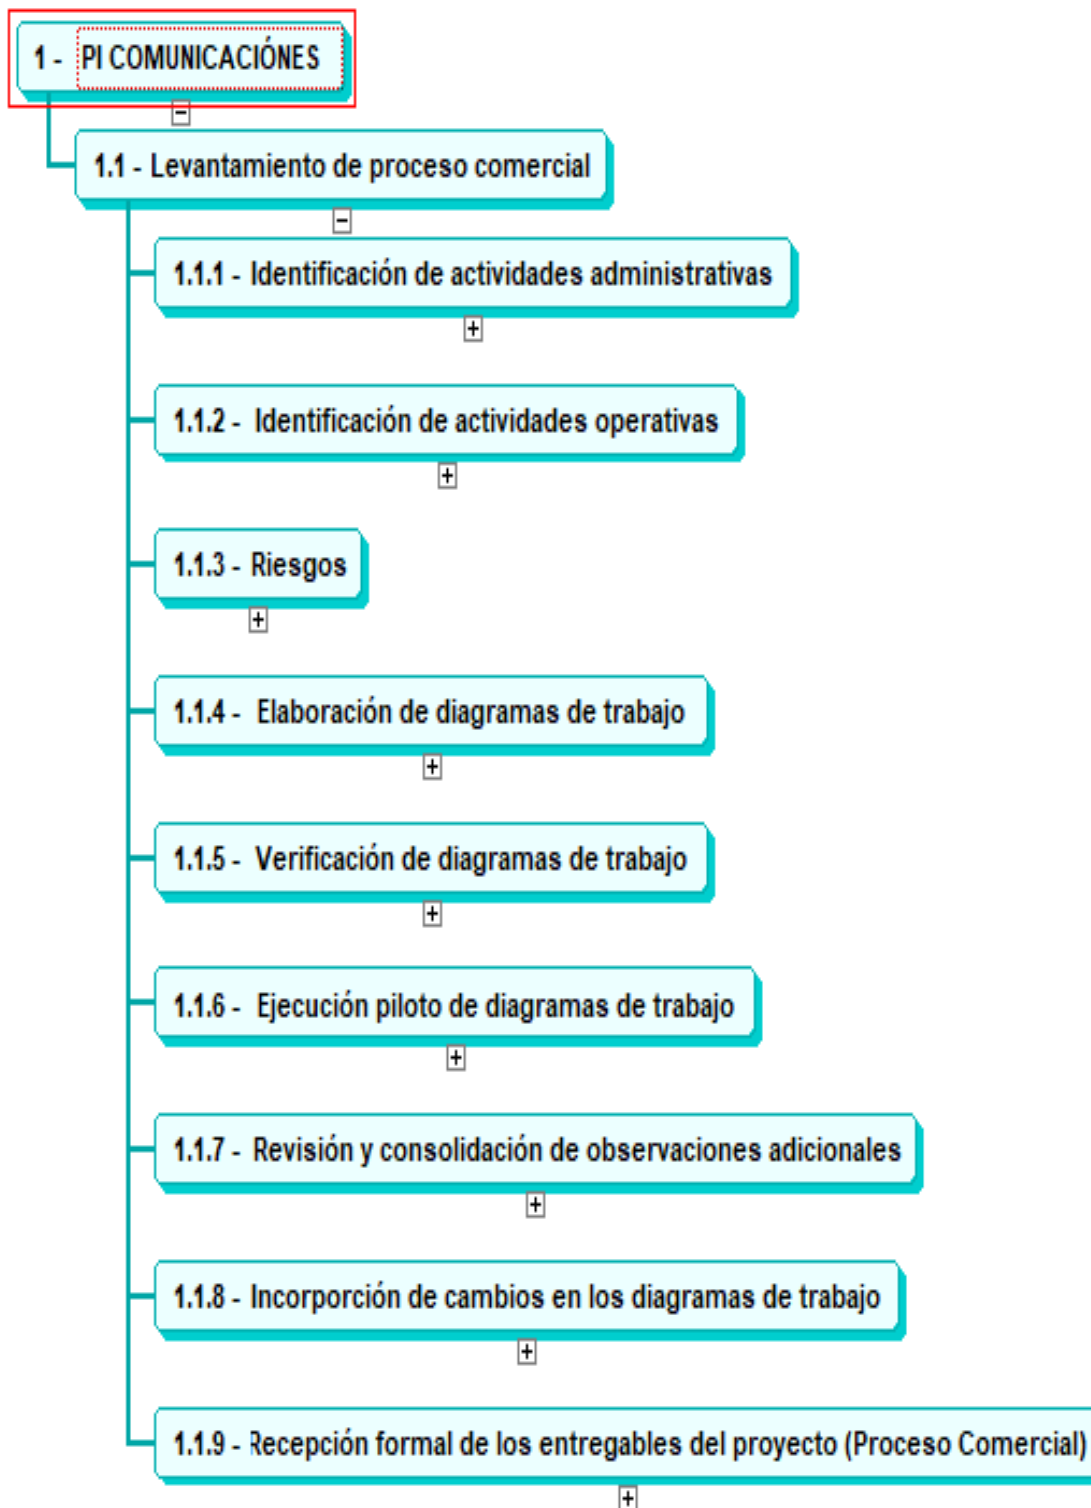 1 - PI COMUNICACIÓNES
1.1 - Levantamiento de proceso comercial
1.1.1 - Identificación de actividades administrativas
1.1.2 - Identificación de actividades operativas
1.1.3 - Riesgos
1.1.4 - Elaboración de diagramas de trabajo
1.1.5 - Verificación de diagramas de trabajo
1.1.6 - Ejecución piloto de diagramas de trabajo
1.1.7 - Revisión y consolidación de observaciones adicionales
1.1.8 - Incorporción de cambios en los diagramas de trabajo
1.1.9 - Recepción formal de los entregables del proyecto (Proceso Comercial)